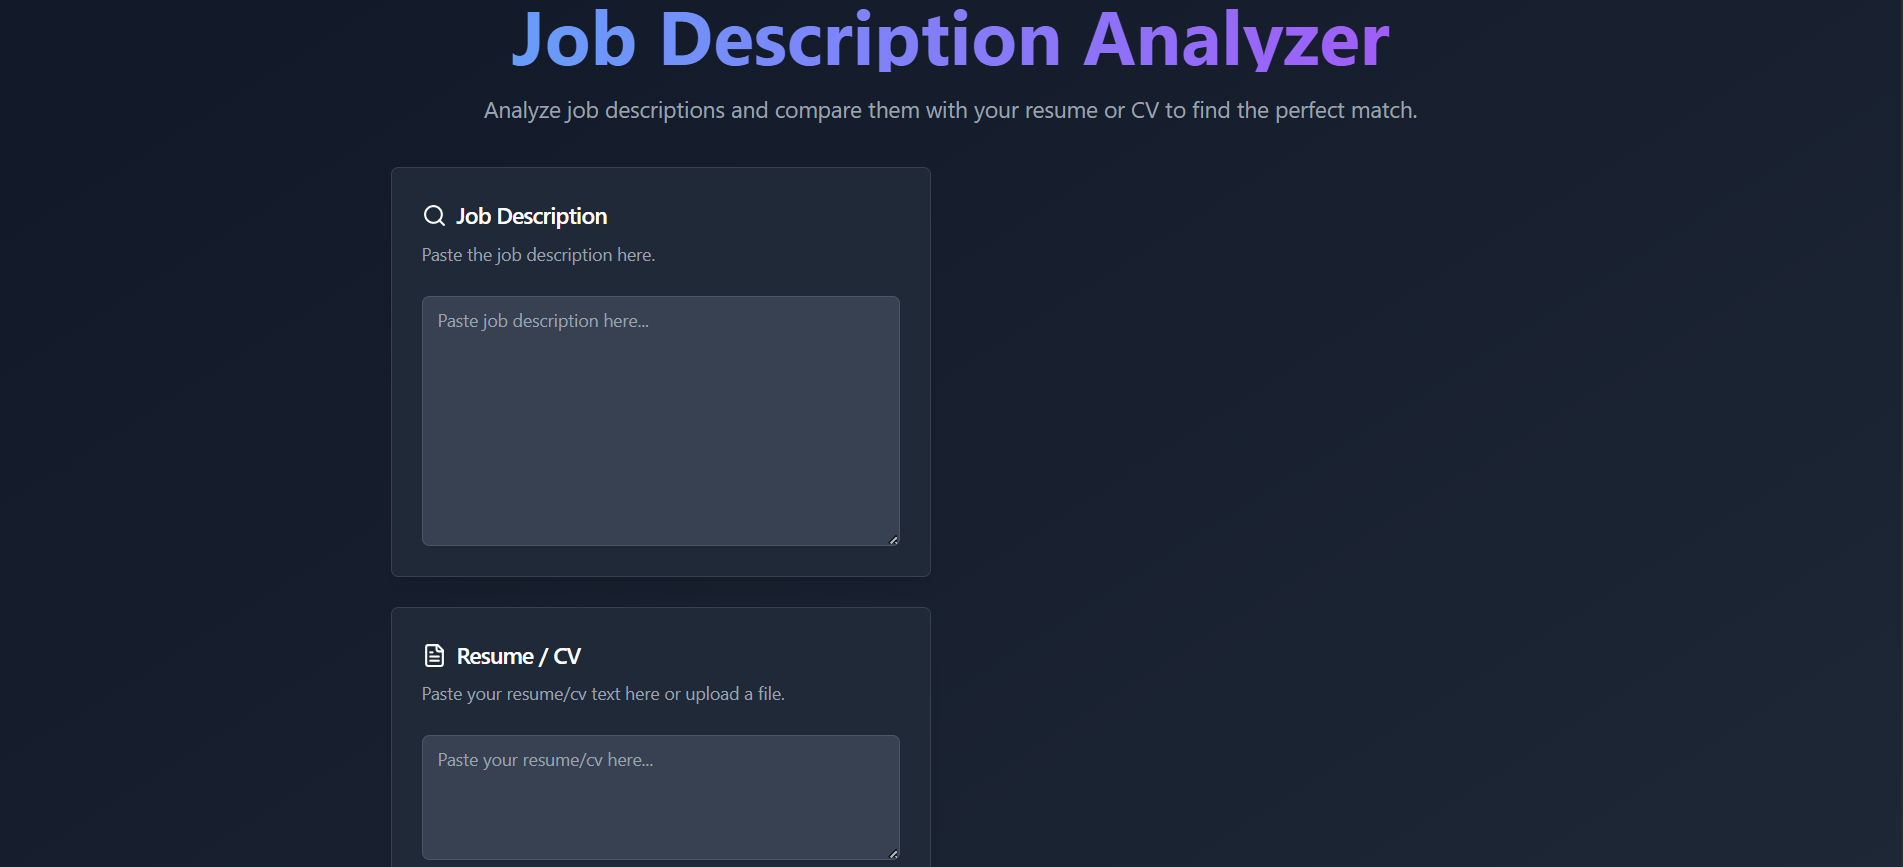 Job Description Analyzer
Analyze job descriptions and compare them with your resume or CV to find the perfect match.
Job Description
Paste the job description here.
Paste job description here...
Resume / CV
Paste your resume/cv text here or upload a file.
Paste your resume/cv here...